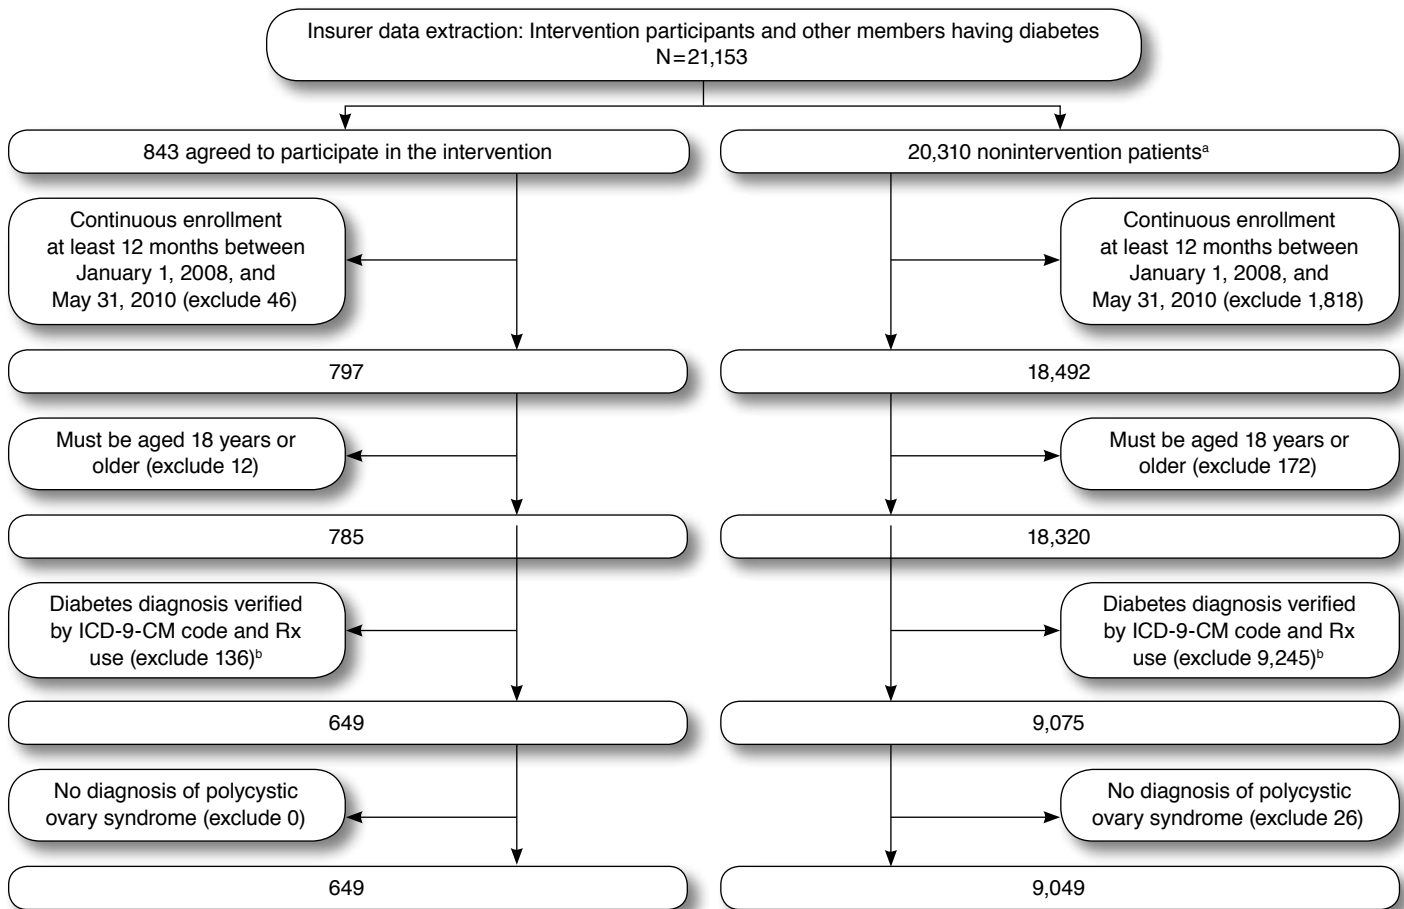 Insurer data extraction: Intervention participants and other members having diabetes
N=21,153
843 agreed to participate in the intervention
20,310 nonintervention patientsᵃ
Continuous enrollment
at least 12 months between
January 1, 2008, and
May 31, 2010 (exclude 46)
Continuous enrollment
at least 12 months between
January 1, 2008, and
May 31, 2010 (exclude 1,818)
797
18,492
Must be aged 18 years or
older (exclude 12)
Must be aged 18 years or
older (exclude 172)
785
18,320
Diabetes diagnosis verified
by ICD-9-CM code and Rx
use (exclude 136)ᵇ
Diabetes diagnosis verified
by ICD-9-CM code and Rx
use (exclude 9,245)ᵇ
649
9,075
No diagnosis of polycystic
ovary syndrome (exclude 0)
No diagnosis of polycystic
ovary syndrome (exclude 26)
649
9,049